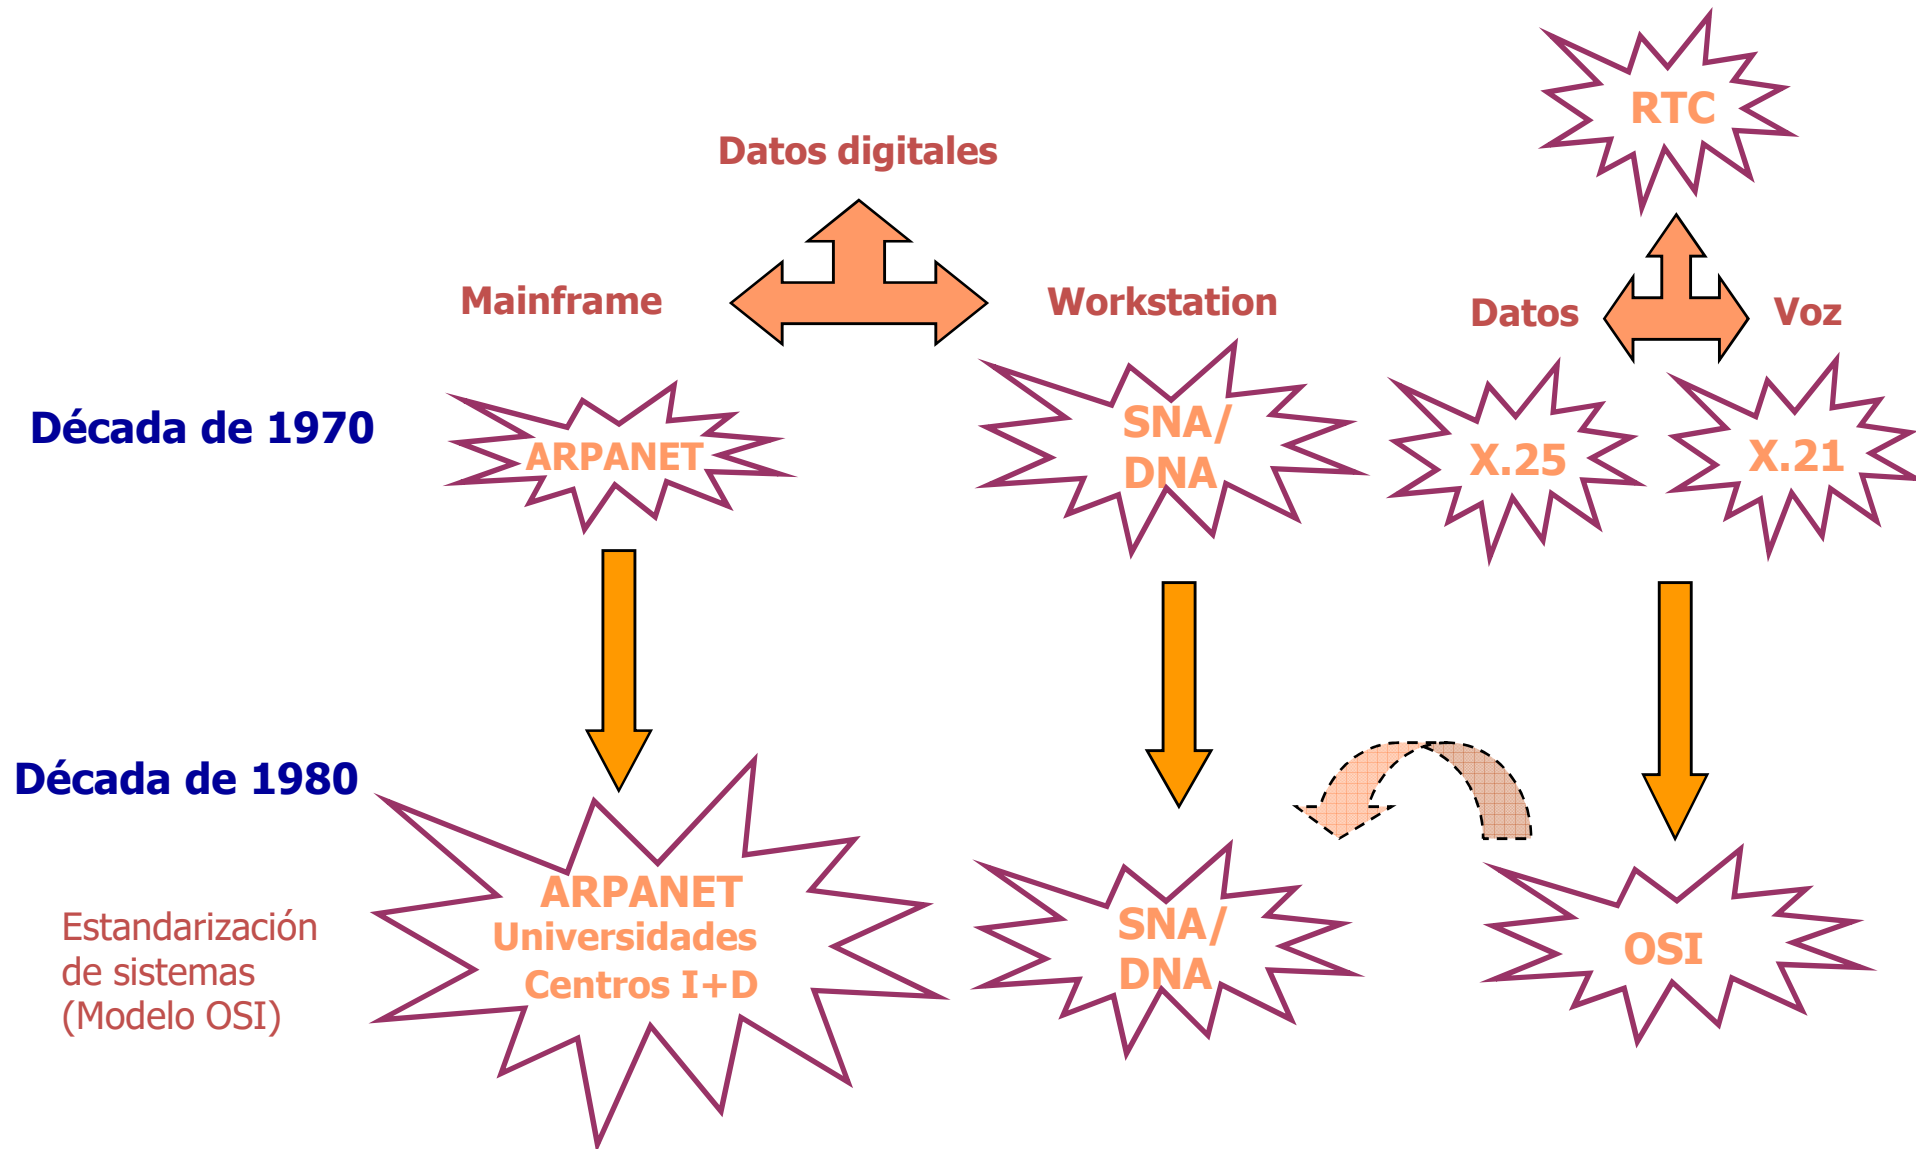 RTC
Datos digitales
Mainframe
Workstation
Datos
Voz
Década de 1970
ARPANET
SNA/
DNA
X.25
X.21
Década de 1980
Estandarización
de sistemas
(Modelo OSI)
ARPANET
Universidades
Centros I+D
SNA/
DNA
OSI